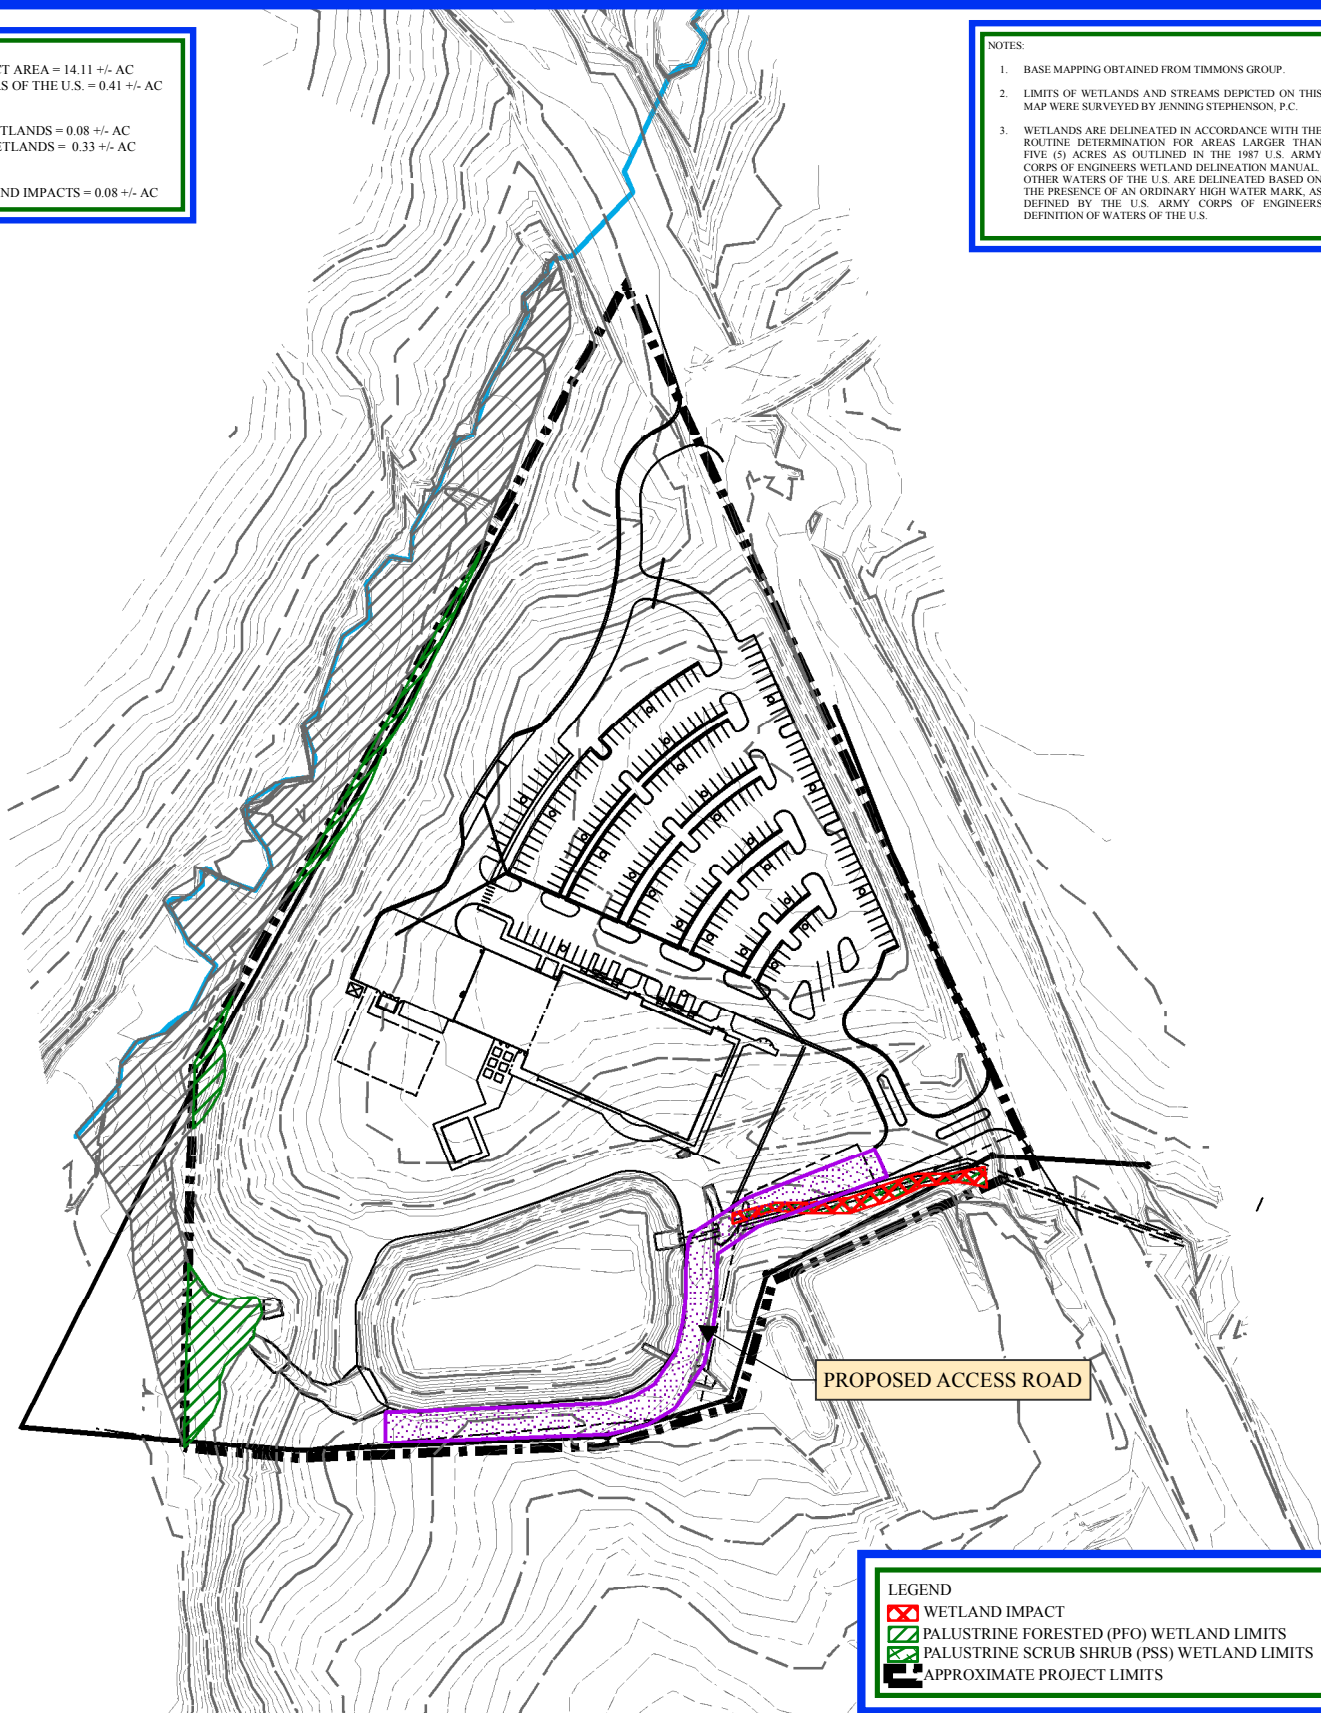 CT AREA = 14.11 +/- AC
S OF THE U.S. = 0.41 +/- AC
TLANDS = 0.08 +/- AC
ETLANDS = 0.33 +/- AC
ND IMPACTS = 0.08 +/- AC
NOTES:
1. BASE MAPPING OBTAINED FROM TIMMONS GROUP.
2. LIMITS OF WETLANDS AND STREAMS DEPICTED ON THIS
MAP WERE SURVEYED BY JENNING STEPHENSON, P.C.
3. WETLANDS ARE DELINEATED IN ACCORDANCE WITH THE
ROUTINE DETERMINATION FOR AREAS LARGER THAN
FIVE (5) ACRES AS OUTLINED IN THE 1987 U.S. ARMY
CORPS OF ENGINEERS WETLAND DELINEATION MANUAL.
OTHER WATERS OF THE U.S. ARE DELINEATED BASED ON
THE PRESENCE OF AN ORDINARY HIGH WATER MARK, AS
DEFINED BY THE U.S. ARMY CORPS OF ENGINEERS
DEFINITION OF WATERS OF THE U.S.
PROPOSED ACCESS ROAD
LEGEND
WETLAND IMPACT
PALUSTRINE FORESTED (PFO) WETLAND LIMITS
PALUSTRINE SCRUB SHRUB (PSS) WETLAND LIMITS
APPROXIMATE PROJECT LIMITS